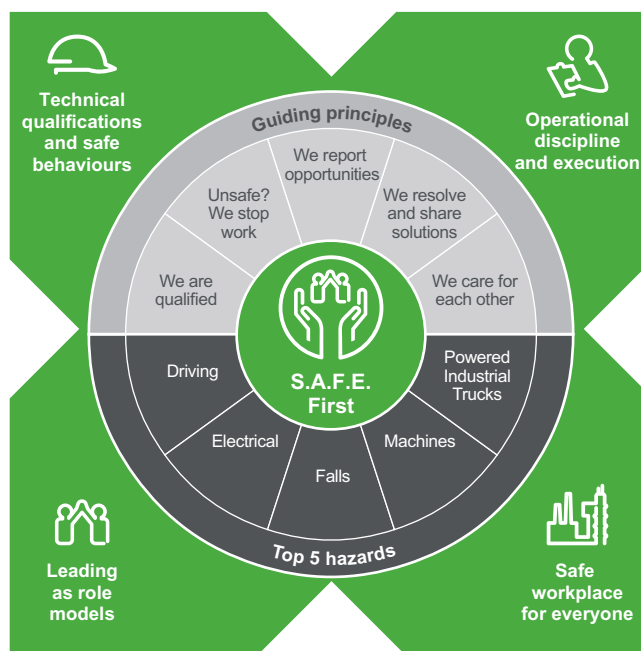 Technical
qualifications
and safe
behaviours
Operational
discipline
and execution
Guiding principles
We are
qualified
Unsafe?
We stop
work
We report
opportunities
We resolve
and share
solutions
We care for
each other
S.A.F.E.
First
Driving
Electrical
Falls
Machines
Powered
Industrial
Trucks
Top 5 hazards
Leading
as role
models
Safe
workplace
for everyone